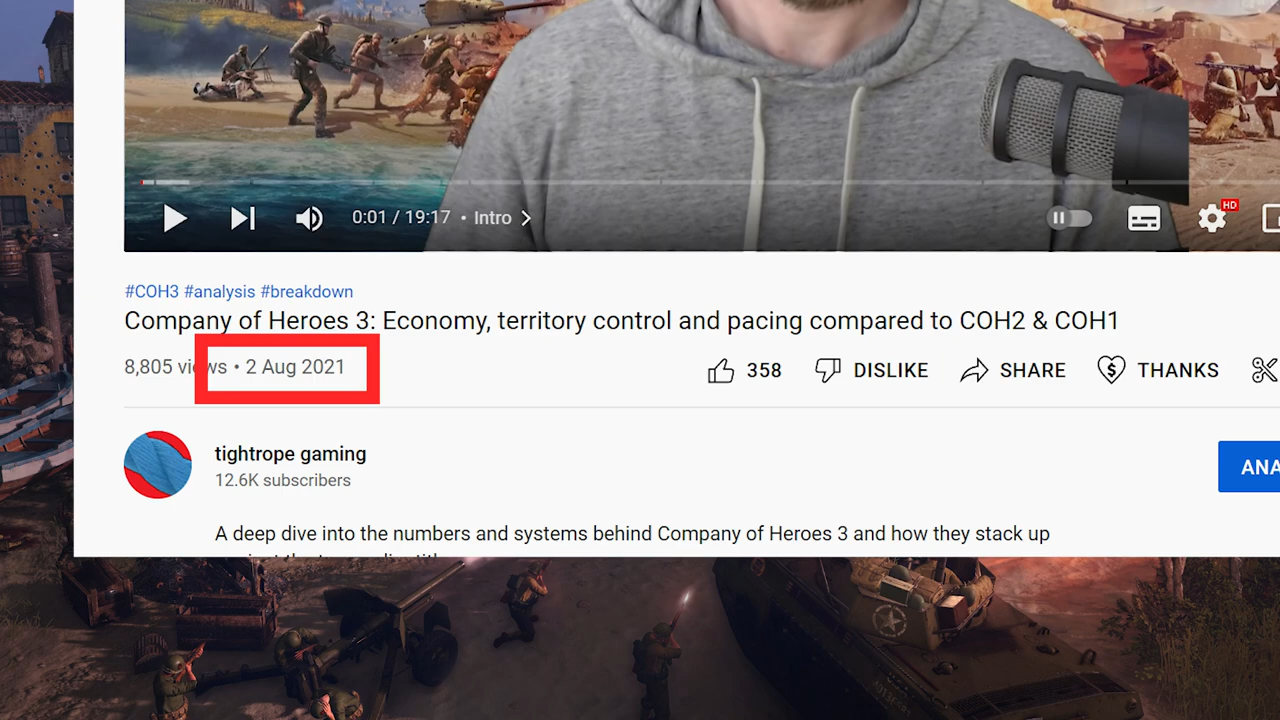 0:01 / 19:17 • Intro
HD
#COH3 #analysis #breakdown
Company of Heroes 3: Economy, territory control and pacing compared to COH2 & COH1
8,805 views • 2 Aug 2021
358 DISLIKE SHARE THANKS
tightrope gaming
12.6K subscribers
ANA
A deep dive into the numbers and systems behind Company of Heroes 3 and how they stack up